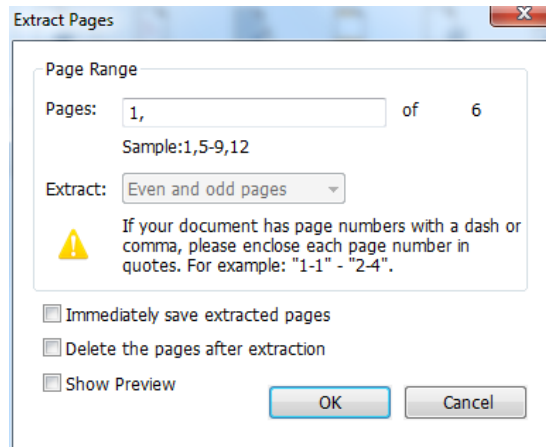 Extract Pages
Page Range
Pages: 1, of 6
Sample:1,5-9,12
Extract: Even and odd pages
If your document has page numbers with a dash or
comma, please enclose each page number in
quotes. For example: "1-1" - "2-4".
Immediately save extracted pages
Delete the pages after extraction
Show Preview
OK Cancel